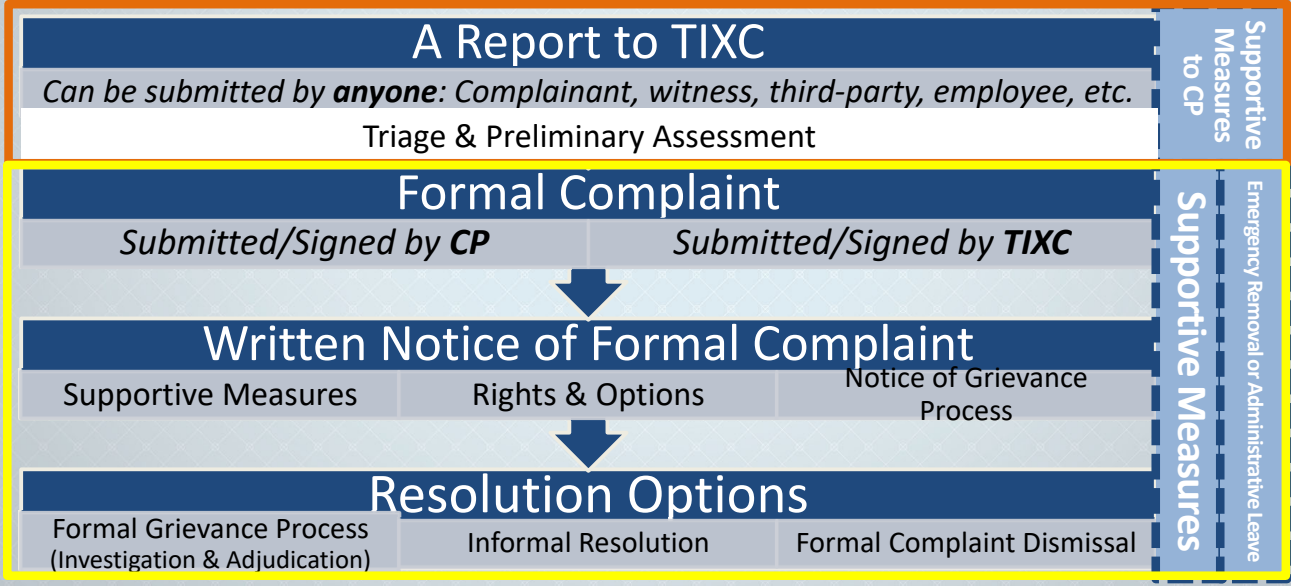 A Report to TIXC
Can be submitted by anyone: Complainant, witness, third-party, employee, etc.
Triage & Preliminary Assessment
Supportive
Measures
to CP
Formal Complaint
Submitted/Signed by CP
Submitted/Signed by TIXC
Written Notice of Formal Complaint
Supportive Measures
Rights & Options
Notice of Grievance
Process
Resolution Options
Formal Grievance Process
(Investigation & Adjudication)
Informal Resolution
Formal Complaint Dismissal
Supportive Measures
Emergency Removal or Administrative Leave